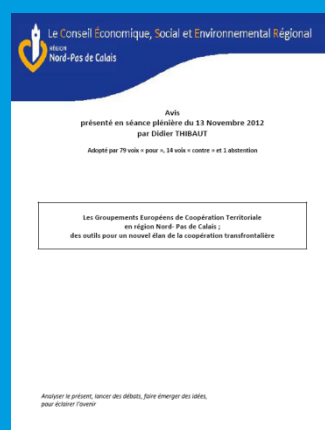 Le Conseil Économique, Social et Environnemental Régional
RÉGION
Nord-Pas de Calais
Avis
présenté en séance plénière du 13 Novembre 2012
par Didier THIBAUT
Adopté par 79 voix « pour », 14 voix « contre » et 1 abstention
Les Groupements Européens de Coopération Territoriale
en région Nord- Pas de Calais ;
des outils pour un nouvel élan de la coopération transfrontalière
Analyser le présent, lancer des débats, faire émerger des idées,
pour éclairer l'avenir